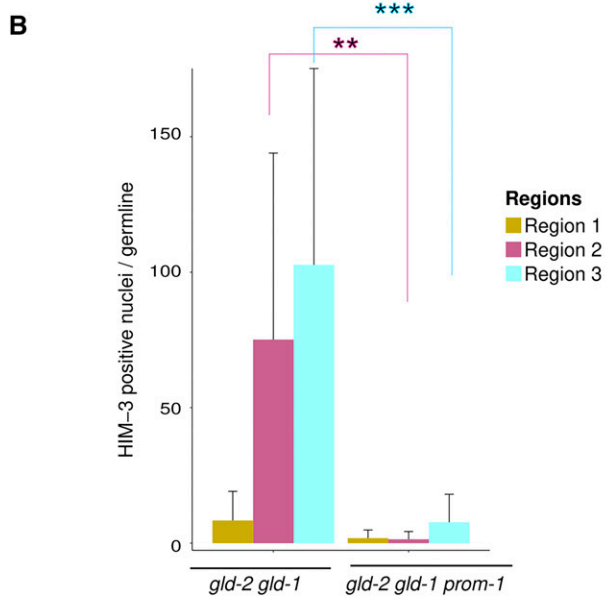 B
***
**
150
100
50
0
HIM–3 positive nuclei / germline
Regions
Region 1
Region 2
Region 3
gld-2 gld-1
gld-2 gld-1 prom-1